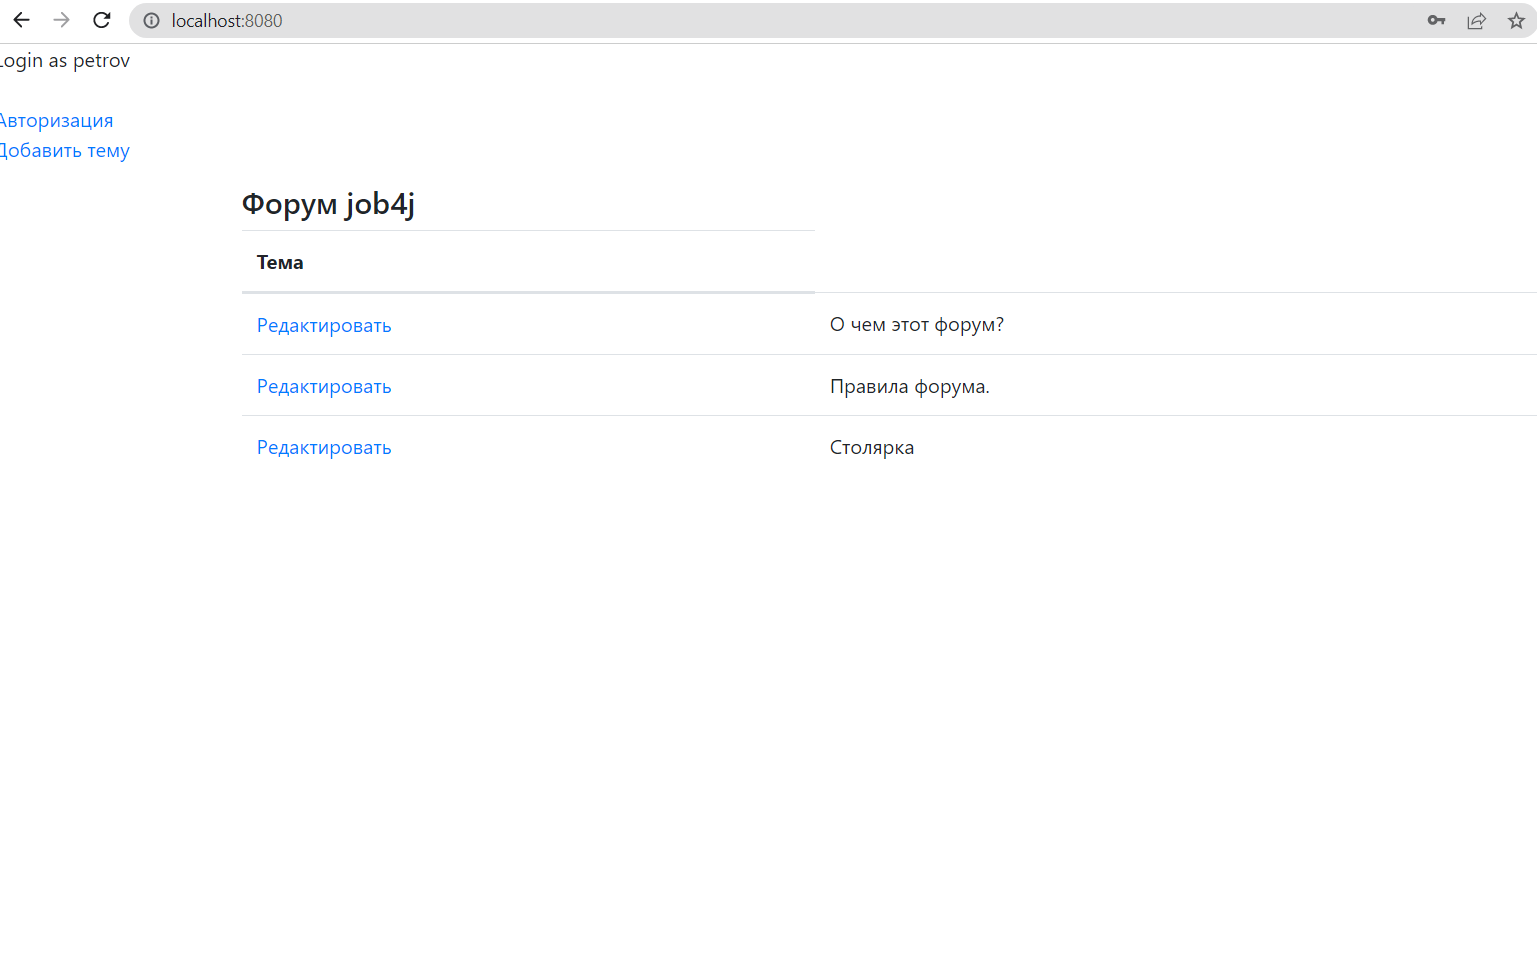 localhost:8080
Login as petrov
Авторизация
Добавить тему
Форум job4j
Тема
Редактировать О чем этот форум?
Редактировать Правила форума.
Редактировать Столярка